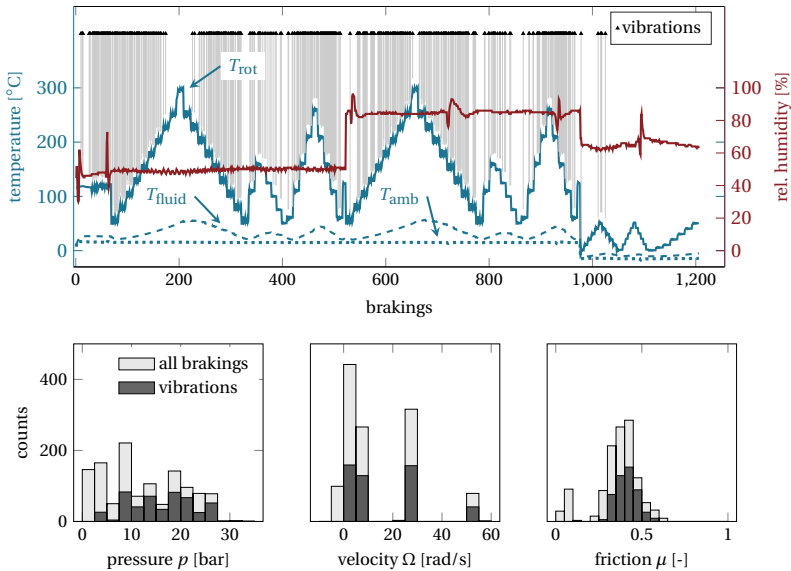 vibrations
temperature [°C]
300
200
100
0
T_rot
T_fluid
T_amb
100
80
60
40
20
0
rel. humidity [%]
0 200 400 600 800 1,000 1,200
brakings
counts
400
200
0
all brakings
vibrations
0 10 20 30
pressure p [bar]
0 20 40 60
velocity Ω [rad/s]
0 0.5 1
friction μ [-]